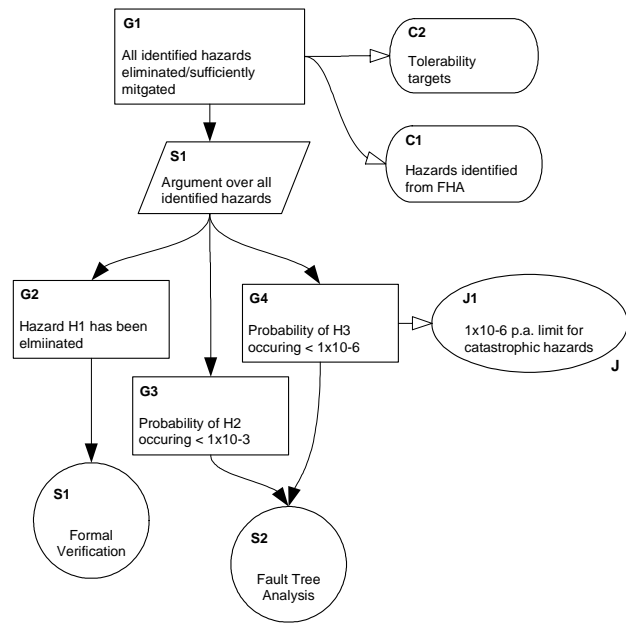 G1
All identified hazards
eliminated/sufficiently
mitgated
C2
Tolerability
targets
C1
Hazards identified
from FHA
S1
Argument over all
identified hazards
G2
Hazard H1 has been
elmiinated
G4
Probability of H3
occuring < 1x10-6
J1
1x10-6 p.a. limit for
catastrophic hazards
J
G3
Probability of H2
occuring < 1x10-3
S1
Formal
Verification
S2
Fault Tree
Analysis